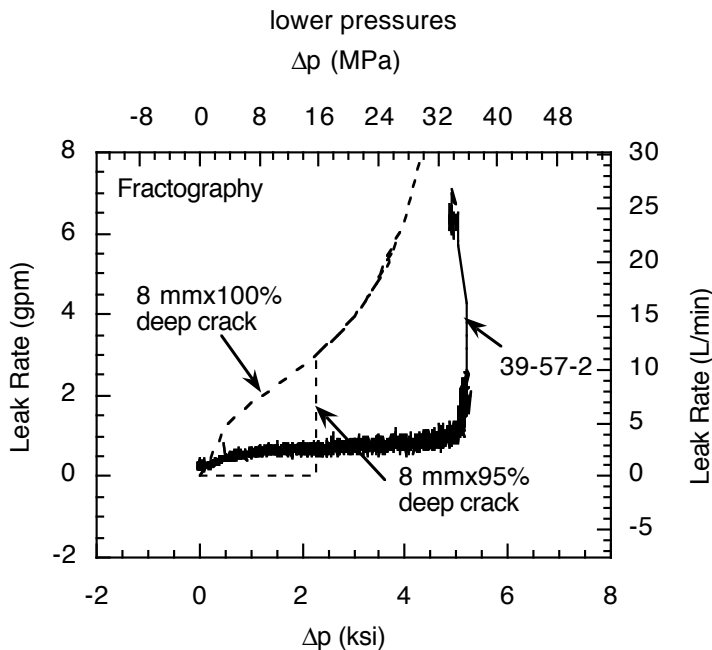 lower pressures
Δp (MPa)
-8 0 8 16 24 32 40 48
Fractography
8 mmx100%
deep crack
39-57-2
8 mmx95%
deep crack
Leak Rate (gpm)
8
6
4
2
0
-2
Leak Rate (L/min)
30
25
20
15
10
5
0
-5
-2 0 2 4 6 8
Δp (ksi)